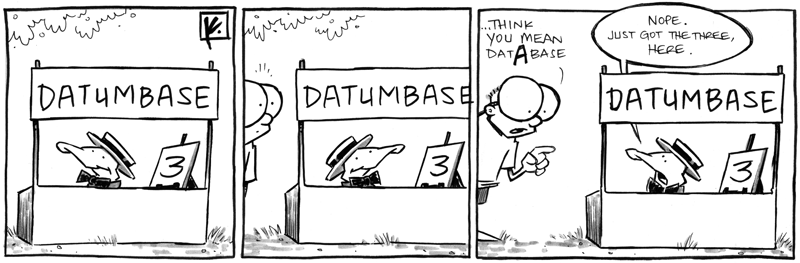 DATUMBASE
3
DATUMBASE
3
...THINK
YOU MEAN
DATABASE
NOPE.
JUST GOT THE THREE,
HERE.
DATUMBASE
3